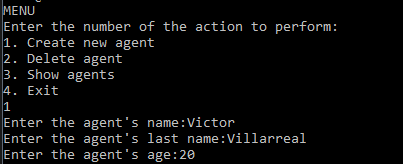 MENU
Enter the number of the action to perform:
1. Create new agent
2. Delete agent
3. Show agents
4. Exit
1
Enter the agent's name:Victor
Enter the agent's last name:Villarreal
Enter the agent's age:20